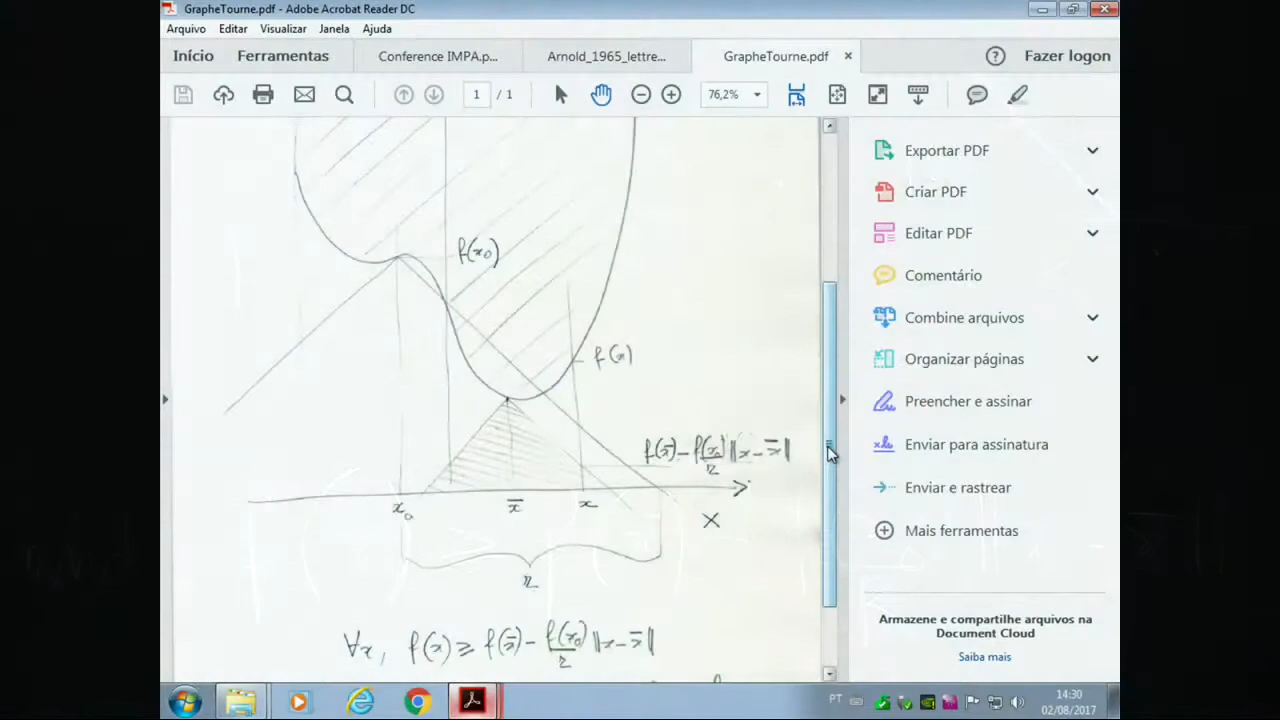 GrapheTourne.pdf - Adobe Acrobat Reader DC
Arquivo Editar Visualizar Janela Ajuda
Início Ferramentas Conference IMPA.p... Arnold_1965_lettre... GrapheTourne.pdf × ? Fazer logon
1 / 1 76,2%
f(x₀)
f(x)
f(x̄) - f(x₀)/r ‖x - x̄‖
x₀ x̄ x
X
r
∀x, f(x) ⩾ f(x̄) - f(x₀)/r ‖x - x̄‖
Exportar PDF
Criar PDF
Editar PDF
Comentário
Combine arquivos
Organizar páginas
Preencher e assinar
Enviar para assinatura
Enviar e rastrear
Mais ferramentas
Armazene e compartilhe arquivos na
Document Cloud
Saiba mais
PT 14:30
02/08/2017